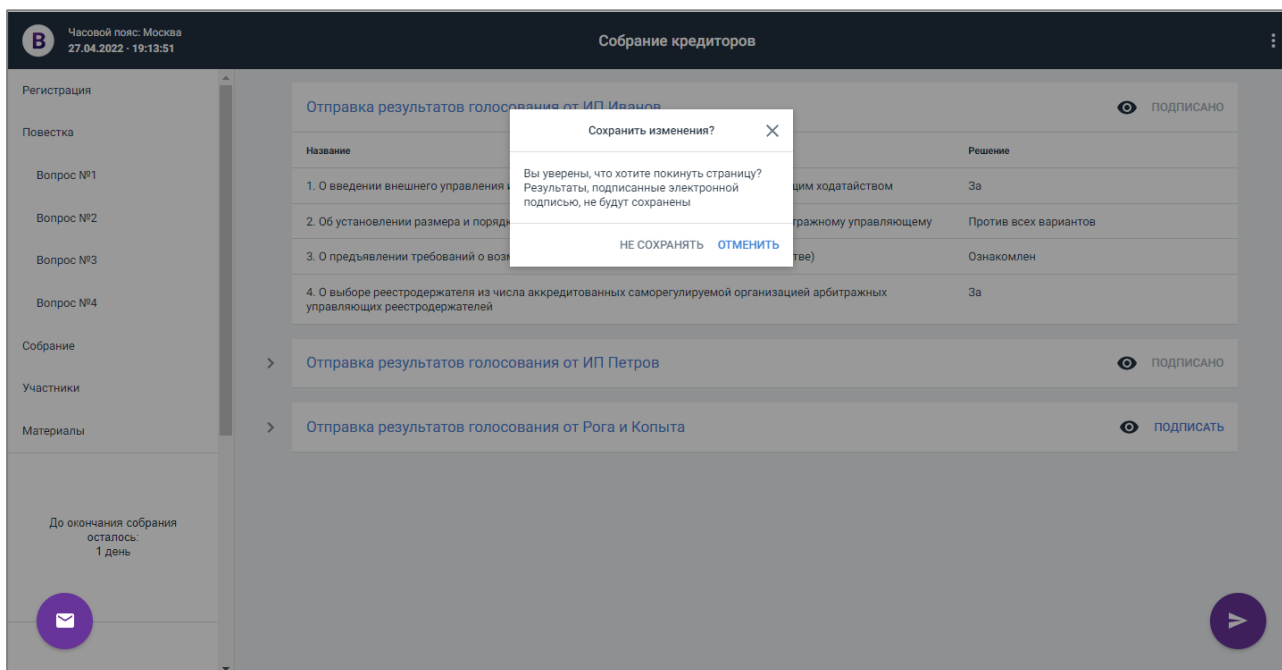 B
Часовой пояс: Москва
27.04.2022 · 19:13:51
Собрание кредиторов
Регистрация
Повестка
Вопрос №1
Вопрос №2
Вопрос №3
Вопрос №4
Собрание
Участники
Материалы
До окончания собрания
осталось:
1 день
Отправка результатов голосования от ИП Иванов
ПОДПИСАНО
Название
Решение
1. О введении внешнего управления
щим ходатайством
За
2. Об установлении размера и
тражному управляющему
Против всех вариантов
3. О предъявлении требований о
тве)
Ознакомлен
4. О выборе реестродержателя из числа аккредитованных саморегулируемой организацией арбитражных
управляющих реестродержателей
За
Сохранить изменения?
Вы уверены, что хотите покинуть страницу?
Результаты, подписанные электронной
подписью, не будут сохранены
НЕ СОХРАНЯТЬ ОТМЕНИТЬ
Отправка результатов голосования от ИП Петров
ПОДПИСАНО
Отправка результатов голосования от Рога и Копыта
ПОДПИСАТЬ